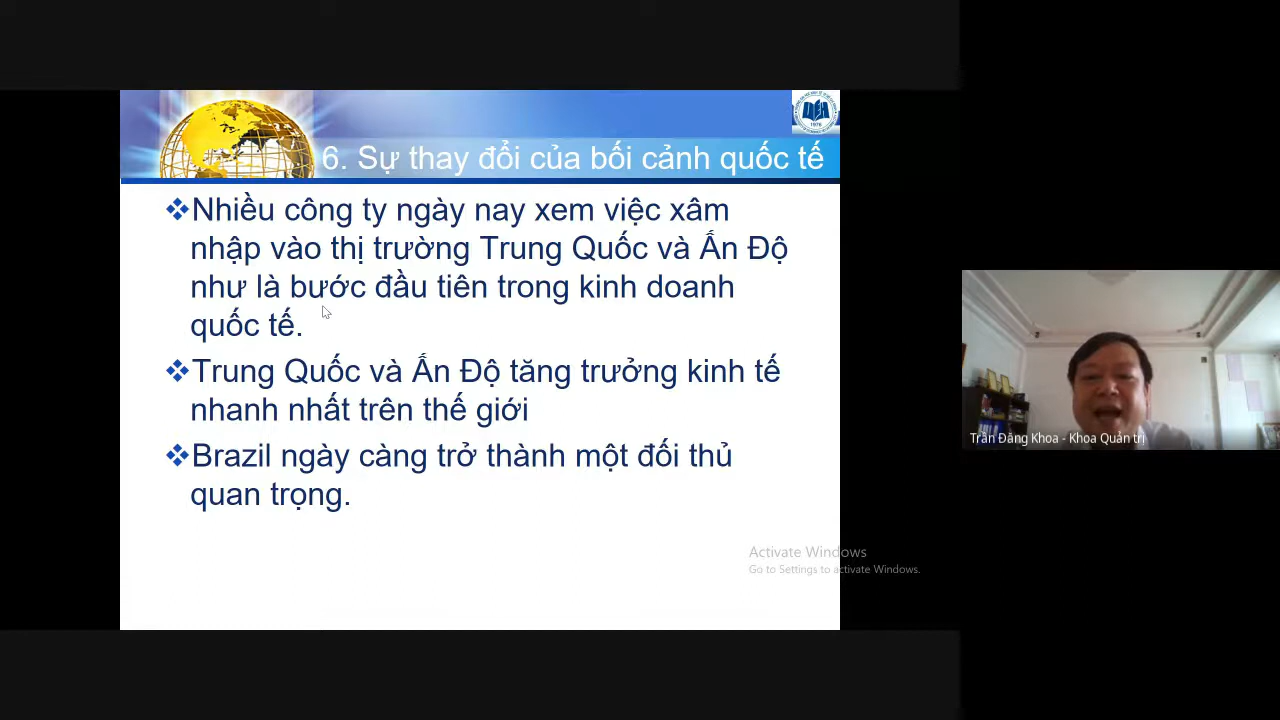 6. Sự thay đổi của bối cảnh quốc tế
❖Nhiều công ty ngày nay xem việc xâm
nhập vào thị trường Trung Quốc và Ấn Độ
như là bước đầu tiên trong kinh doanh
quốc tế.
❖Trung Quốc và Ấn Độ tăng trưởng kinh tế
nhanh nhất trên thế giới
❖Brazil ngày càng trở thành một đối thủ
quan trọng.
Activate Windows
Go to Settings to activate Windows.
Trần Đăng Khoa - Khoa Quản trị
1976